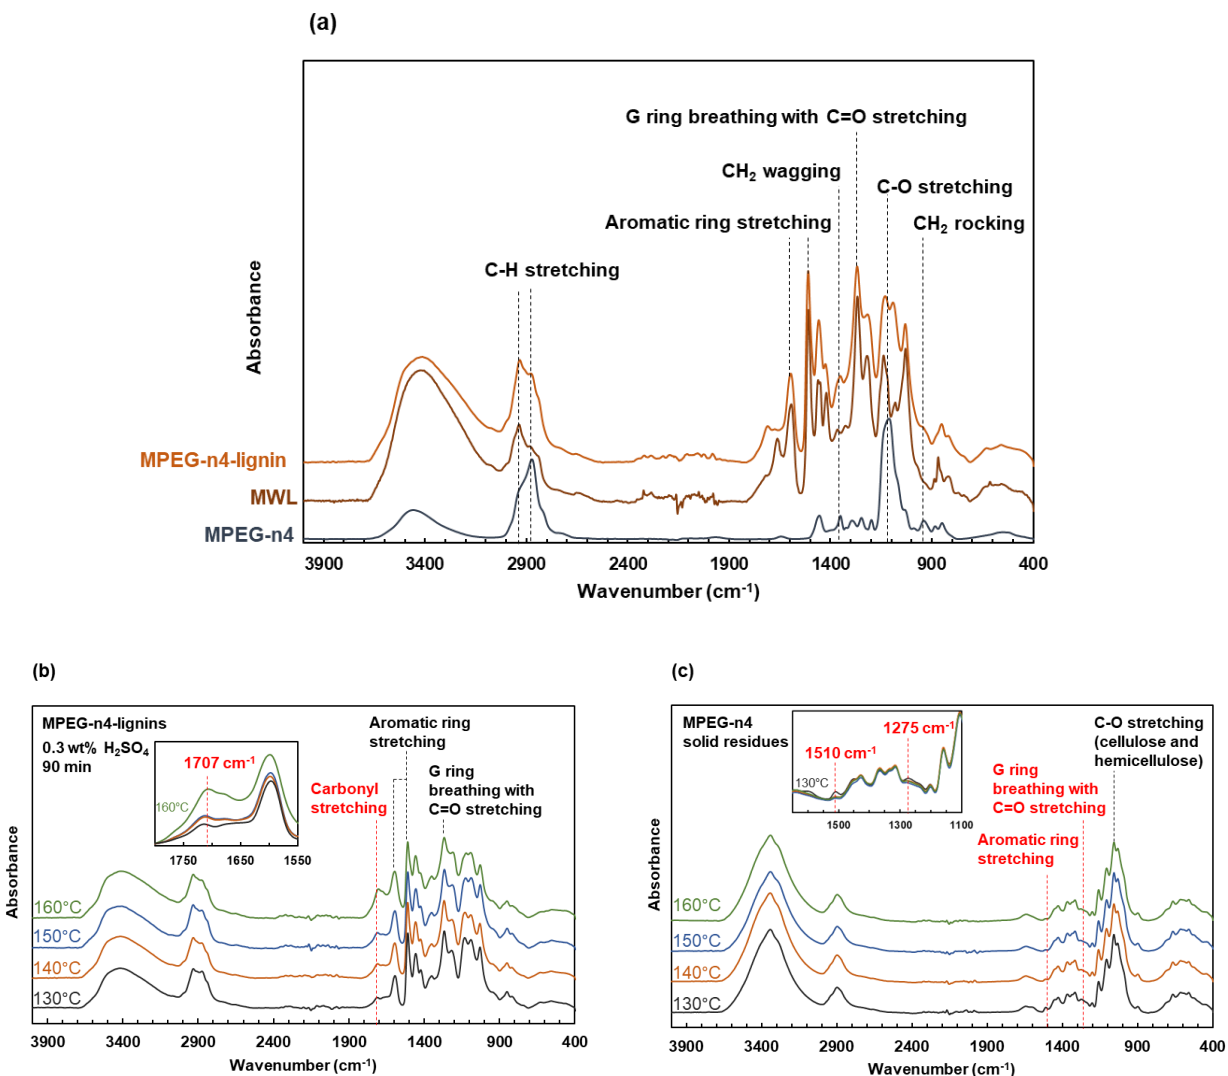 (a)
G ring breathing with C=O stretching
CH2 wagging
C-O stretching
Aromatic ring stretching
CH2 rocking
C-H stretching
Absorbance
MPEG-n4-lignin
MWL
MPEG-n4
3900 3400 2900 2400 1900 1400 900 400
Wavenumber (cm-1)
(b)
MPEG-n4-lignins
0.3 wt% H2SO4
90 min
1707 cm-1
160°C
1750 1650 1550
Aromatic ring
stretching
Carbonyl
stretching
G ring
breathing with
C=O stretching
Absorbance
160°C
150°C
140°C
130°C
3900 3400 2900 2400 1900 1400 900 400
Wavenumber (cm-1)
(c)
MPEG-n4
solid residues
1275 cm-1
1510 cm-1
130°C
1500 1300 1100
C-O stretching
(cellulose and
hemicellulose)
G ring
breathing with
C=O stretching
Aromatic ring
stretching
Absorbance
160°C
150°C
140°C
130°C
3900 3400 2900 2400 1900 1400 900 400
Wavenumber (cm-1)